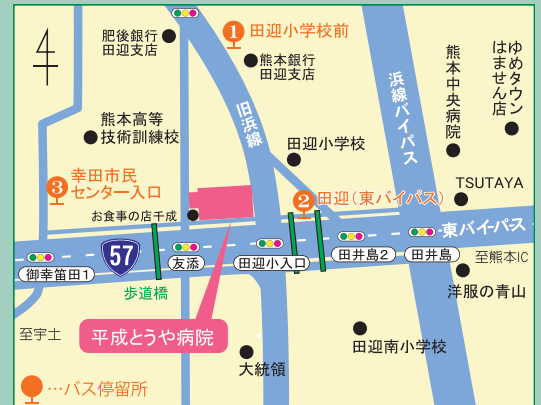 1
田迎小学校前
肥後銀行
田迎支店
熊本銀行
田迎支店
旧浜線
浜線バイパス
熊本中央病院
ゆめタウン
はません店
熊本高等
技術訓練校
田迎小学校
3
幸田市民
センター入口
2
田迎（東バイパス）
TSUTAYA
お食事の店千成
東バイパス
57
御幸笛田1
友添
田迎小入口
田井島2
田井島
至熊本IC
歩道橋
洋服の青山
至宇土
平成とうや病院
田迎南小学校
大統領
…バス停留所